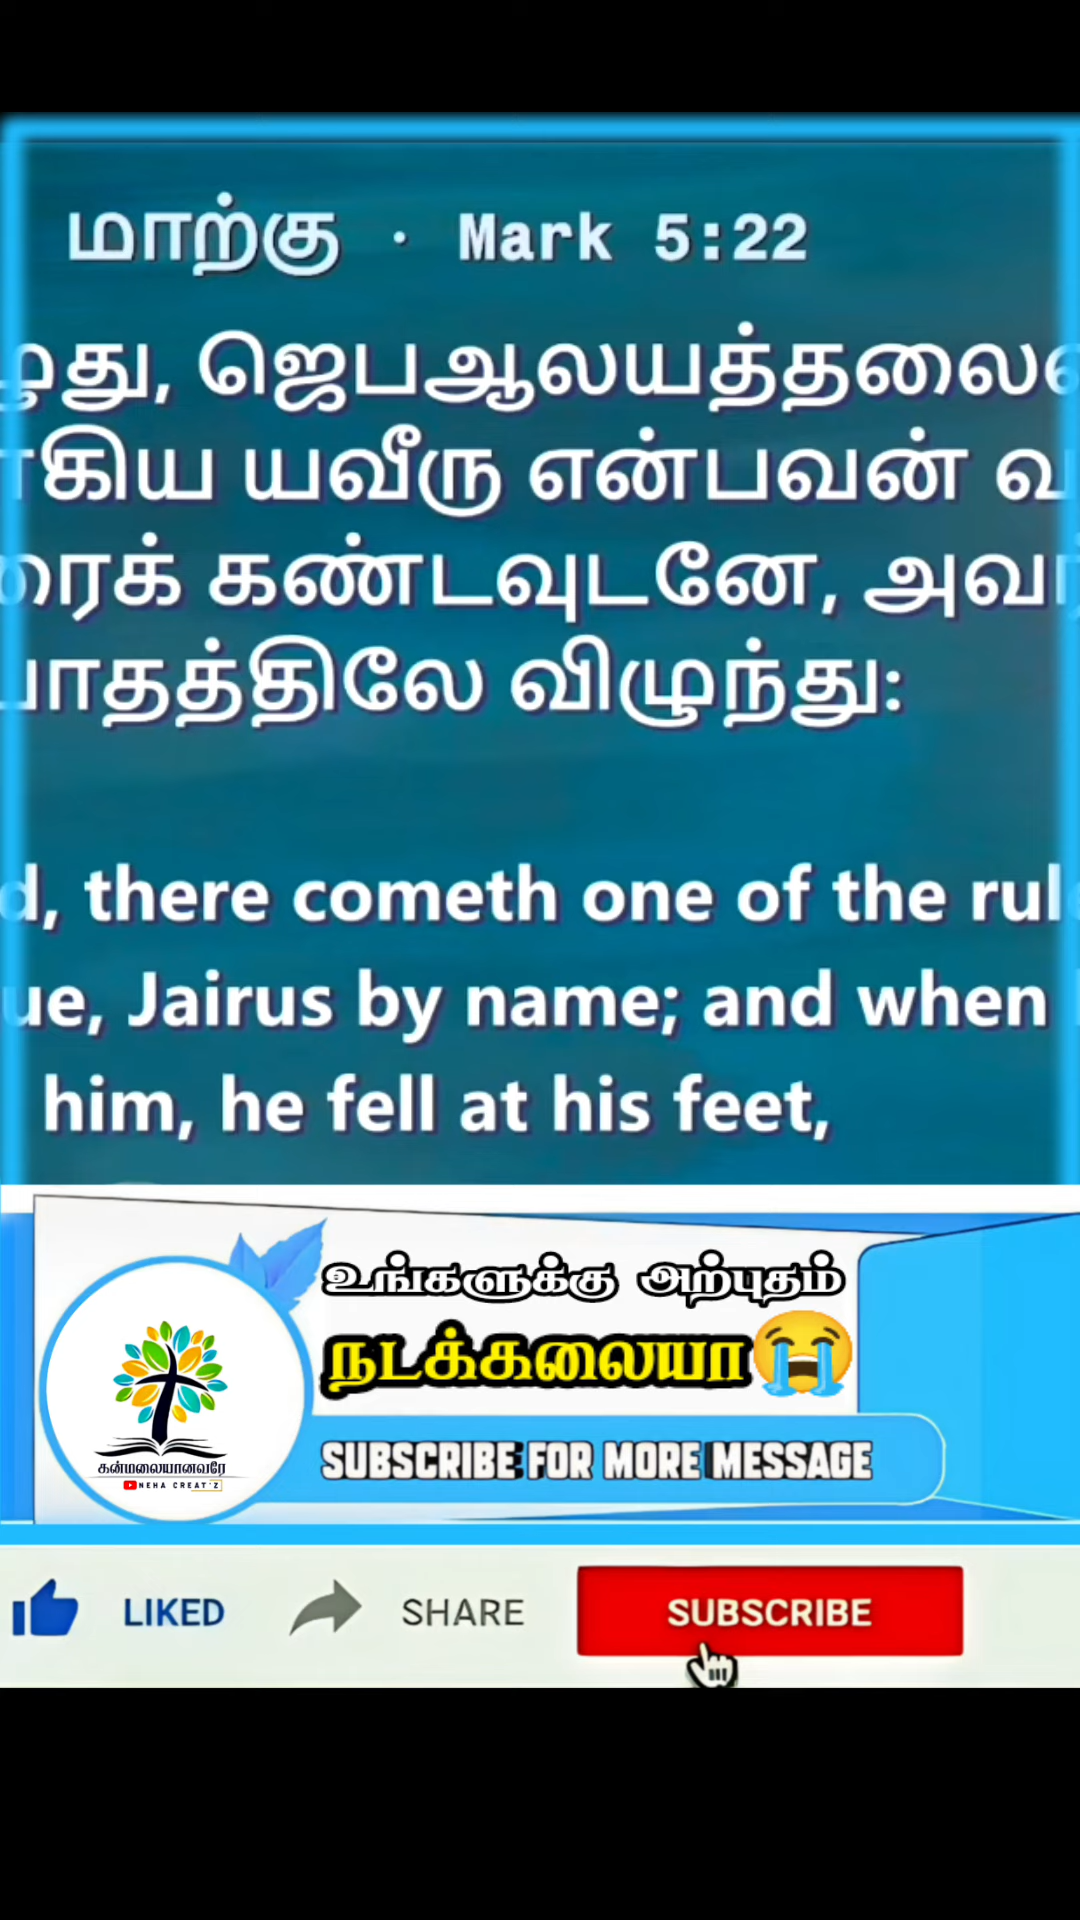 மாற்கு · Mark 5:22
ழுது, ஜெபஆலயத்தலை
ாகிய யவீரு என்பவன் வ
ரைக் கண்டவுடனே, அவர்
பாதத்திலே விழுந்து:
d, there cometh one of the rul
ue, Jairus by name; and when
him, he fell at his feet,
உங்களுக்கு அற்புதம்
நடக்கலையா😭
SUBSCRIBE FOR MORE MESSAGE
கன்மலையானவரே
NEHA CREAT'Z
LIKED SHARE SUBSCRIBE